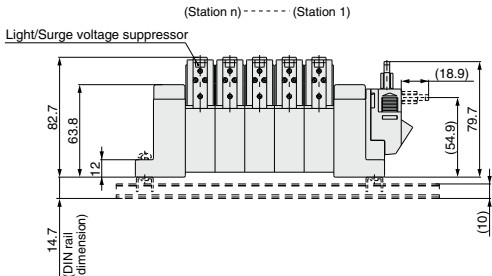 (Station n) ------ (Station 1)
Light/Surge voltage suppressor
(18.9)
82.7
63.8
12
(54.9)
79.7
14.7
(DIN rail
dimension)
(10)